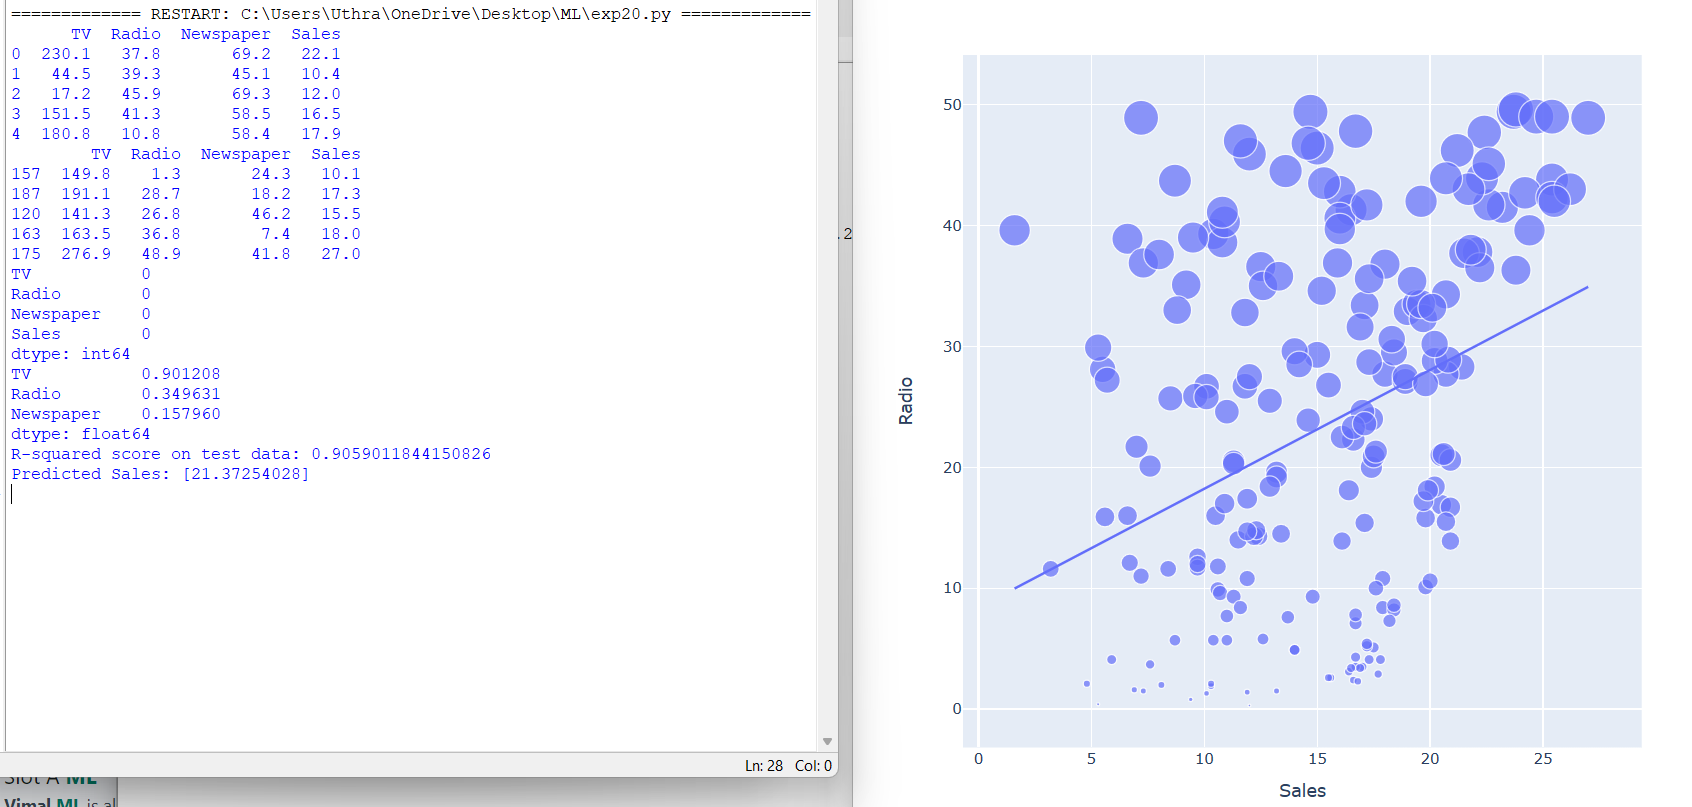 ============= RESTART: C:\Users\Uthra\OneDrive\Desktop\ML\exp20.py =============
      TV  Radio  Newspaper  Sales
0  230.1   37.8       69.2   22.1
1   44.5   39.3       45.1   10.4
2   17.2   45.9       69.3   12.0
3  151.5   41.3       58.5   16.5
4  180.8   10.8       58.4   17.9
        TV  Radio  Newspaper  Sales
157  149.8    1.3       24.3   10.1
187  191.1   28.7       18.2   17.3
120  141.3   26.8       46.2   15.5
163  163.5   36.8        7.4   18.0
175  276.9   48.9       41.8   27.0
TV           0
Radio        0
Newspaper    0
Sales        0
dtype: int64
TV           0.901208
Radio        0.349631
Newspaper    0.157960
dtype: float64
R-squared score on test data: 0.9059011844150826
Predicted Sales: [21.37254028]
Ln: 28 Col: 0
Slot A ML
Vimal ML is al
.2
50
40
30
20
10
0
Radio
0 5 10 15 20 25
Sales